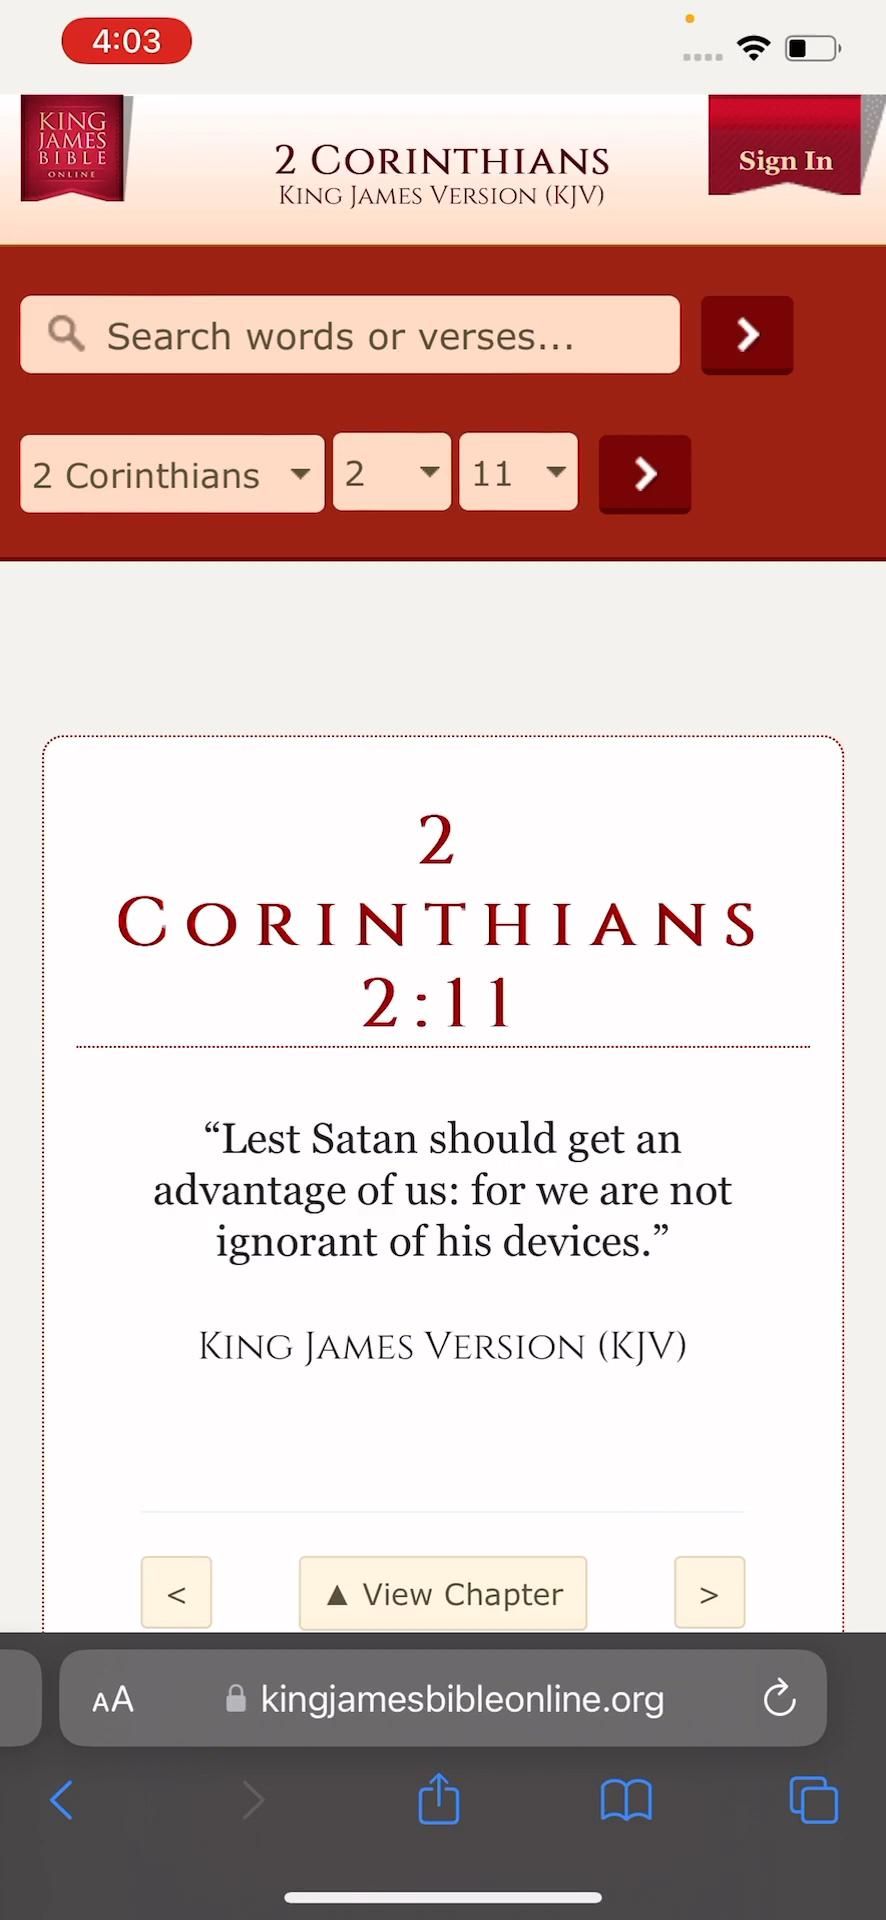 4:03
KING
JAMES
BIBLE
ONLINE
2 CORINTHIANS
KING JAMES VERSION (KJV)
Sign In
Search words or verses...
2 Corinthians
2
11
2
CORINTHIANS
2:11
“Lest Satan should get an
advantage of us: for we are not
ignorant of his devices.”
KING JAMES VERSION (KJV)
<
▲ View Chapter
>
AA
kingjamesbibleonline.org